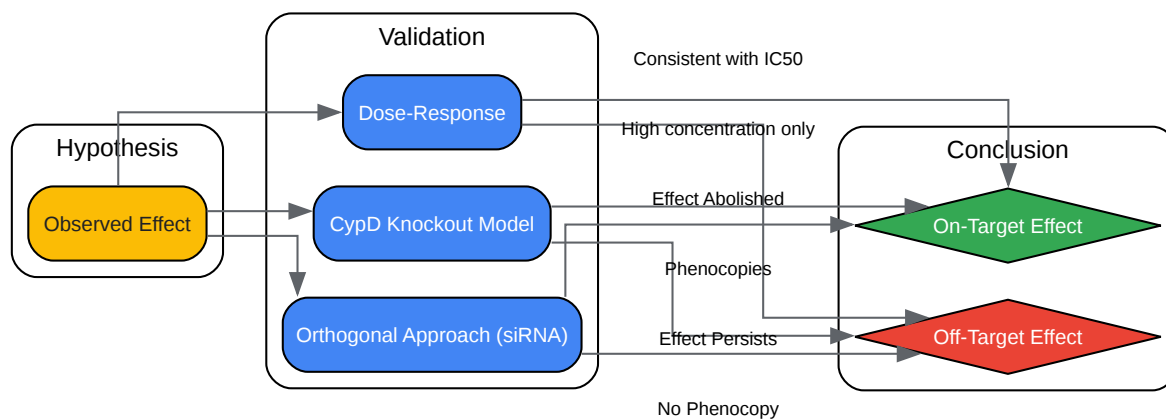 Hypothesis
Observed Effect
Validation
Dose-Response
CypD Knockout Model
Orthogonal Approach (siRNA)
Consistent with IC50
High concentration only
Effect Abolished
Phenocopies
Effect Persists
No Phenocopy
Conclusion
On-Target Effect
Off-Target Effect